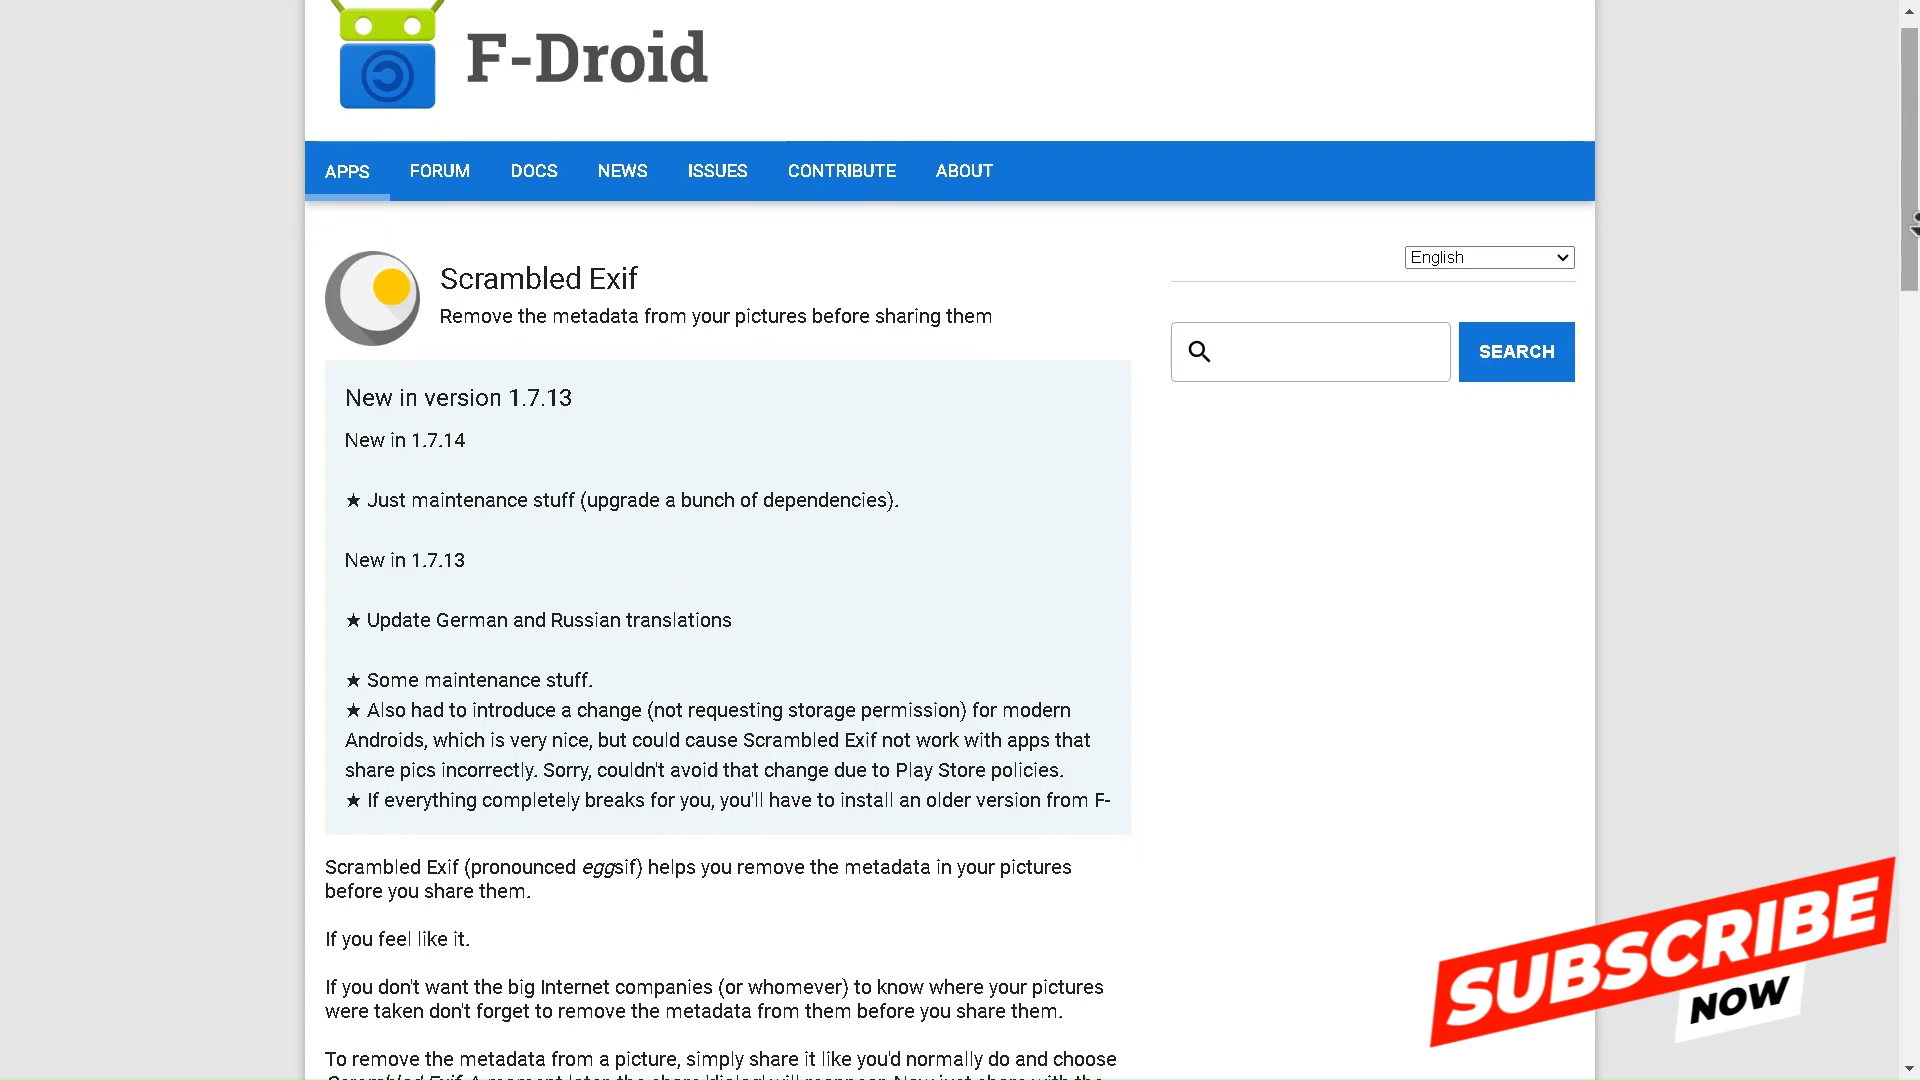 F-Droid
APPS FORUM DOCS NEWS ISSUES CONTRIBUTE ABOUT
English
Scrambled Exif
Remove the metadata from your pictures before sharing them
SEARCH
New in version 1.7.13
New in 1.7.14
★ Just maintenance stuff (upgrade a bunch of dependencies).
New in 1.7.13
★ Update German and Russian translations
★ Some maintenance stuff.
★ Also had to introduce a change (not requesting storage permission) for modern
Androids, which is very nice, but could cause Scrambled Exif not work with apps that
share pics incorrectly. Sorry, couldn't avoid that change due to Play Store policies.
★ If everything completely breaks for you, you'll have to install an older version from F-
Scrambled Exif (pronounced eggsif) helps you remove the metadata in your pictures
before you share them.
If you feel like it.
If you don't want the big Internet companies (or whomever) to know where your pictures
were taken don't forget to remove the metadata from them before you share them.
To remove the metadata from a picture, simply share it like you'd normally do and choose
SUBSCRIBE
NOW